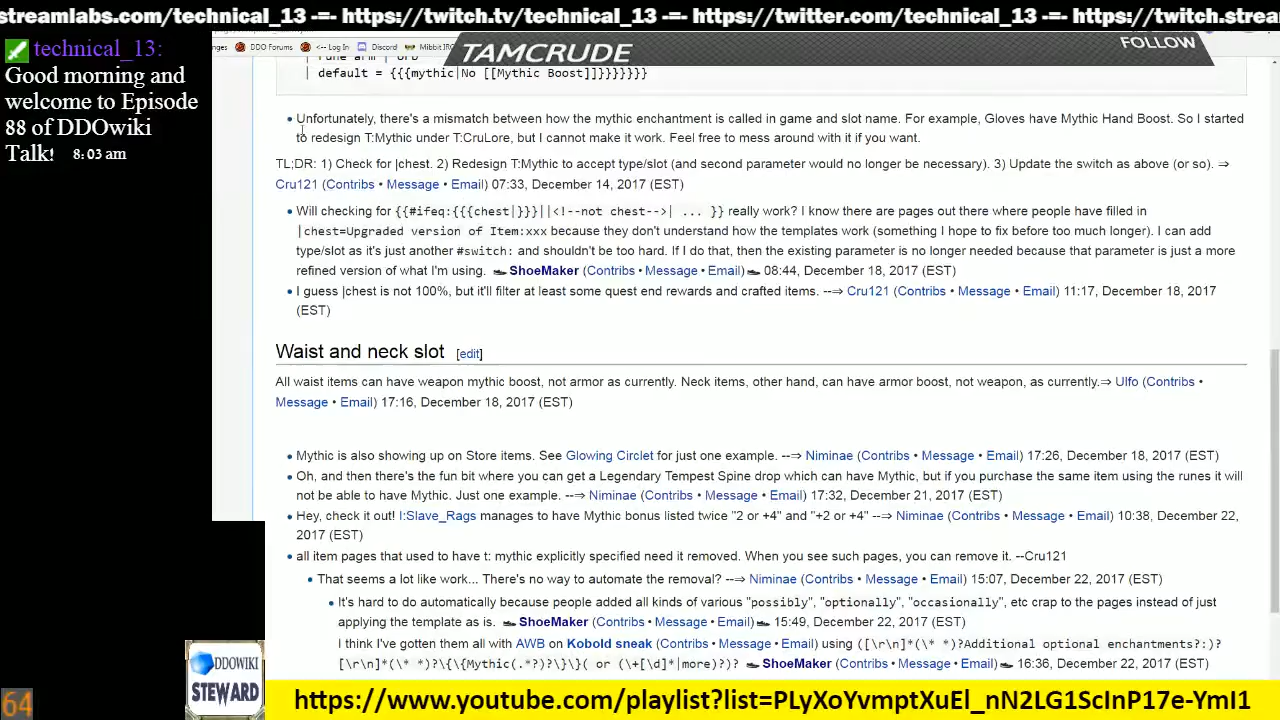 streamlabs.com/technical_13 -=- https://twitch.tv/technical_13 -=- https://twitter.com/technical_13 -=- https://twitch.strea
technical_13:
Good morning and
welcome to Episode
88 of DDOwiki
Talk! 8:03 am
nges DDO Forums <-- Log In Discord Mibbit IR
TAMCRUDE
FOLLOW
| default = {{{mythic|No [[Mythic Boost]]}}}}}}}
• Unfortunately, there's a mismatch between how the mythic enchantment is called in game and slot name. For example, Gloves have Mythic Hand Boost. So I started
to redesign T:Mythic under T:CruLore, but I cannot make it work. Feel free to mess around with it if you want.
TL;DR: 1) Check for |chest. 2) Redesign T:Mythic to accept type/slot (and second parameter would no longer be necessary). 3) Update the switch as above (or so). ⇒
Cru121 (Contribs • Message • Email) 07:33, December 14, 2017 (EST)
• Will checking for {{#ifeq:{{{chest|}}}||<!--not chest-->| ... }} really work? I know there are pages out there where people have filled in
|chest=Upgraded version of Item:xxx because they don't understand how the templates work (something I hope to fix before too much longer). I can add
type/slot as it's just another #switch: and shouldn't be too hard. If I do that, then the existing parameter is no longer needed because that parameter is just a more
refined version of what I'm using. ShoeMaker (Contribs • Message • Email) 08:44, December 18, 2017 (EST)
• I guess |chest is not 100%, but it'll filter at least some quest end rewards and crafted items. --⇒ Cru121 (Contribs • Message • Email) 11:17, December 18, 2017
(EST)
Waist and neck slot [edit]
All waist items can have weapon mythic boost, not armor as currently. Neck items, other hand, can have armor boost, not weapon, as currently.⇒ Ulfo (Contribs •
Message • Email) 17:16, December 18, 2017 (EST)
• Mythic is also showing up on Store items. See Glowing Circlet for just one example. --⇒ Niminae (Contribs • Message • Email) 17:26, December 18, 2017 (EST)
• Oh, and then there's the fun bit where you can get a Legendary Tempest Spine drop which can have Mythic, but if you purchase the same item using the runes it will
not be able to have Mythic. Just one example. --⇒ Niminae (Contribs • Message • Email) 17:32, December 21, 2017 (EST)
• Hey, check it out! I:Slave_Rags manages to have Mythic bonus listed twice "2 or +4" and "+2 or +4" --⇒ Niminae (Contribs • Message • Email) 10:38, December 22,
2017 (EST)
• all item pages that used to have t: mythic explicitly specified need it removed. When you see such pages, you can remove it. --Cru121
• That seems a lot like work... There's no way to automate the removal? --⇒ Niminae (Contribs • Message • Email) 15:07, December 22, 2017 (EST)
• It's hard to do automatically because people added all kinds of various "possibly", "optionally", "occasionally", etc crap to the pages instead of just
applying the template as is. ShoeMaker (Contribs • Message • Email) 15:49, December 22, 2017 (EST)
I think I've gotten them all with AWB on Kobold sneak (Contribs • Message • Email) using ([\r\n]*(\* *)?Additional optional enchantments?:)?
[\r\n]*(\* *)?\{\{Mythic(.*?)?\}\}( or (\+[\d]*|more)?)? ShoeMaker (Contribs • Message • Email) 16:36, December 22, 2017 (EST)
DDOWIKI
STEWARD
64
https://www.youtube.com/playlist?list=PLyXoYvmptXuEl_nN2LG1ScInP17e-YmI1